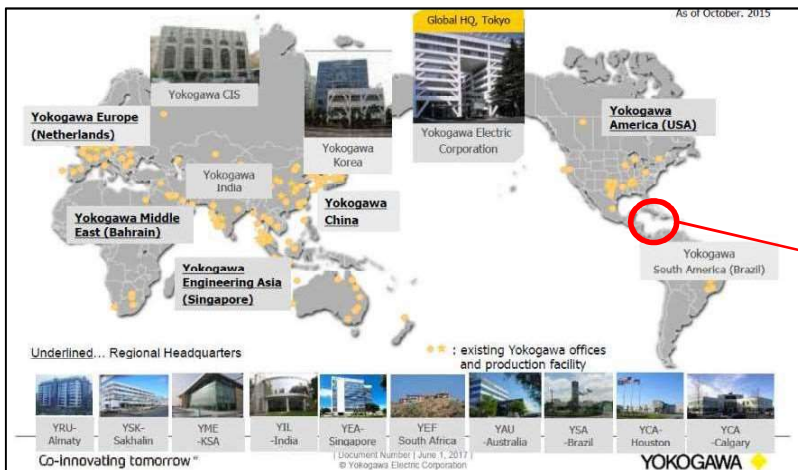 As of October. 2015
Global HQ, Tokyo
Yokogawa CIS
Yokogawa Europe
(Netherlands)
Yokogawa
Korea
Yokogawa Electric
Corporation
Yokogawa
America (USA)
Yokogawa
India
Yokogawa
China
Yokogawa Middle
East (Bahrain)
Yokogawa
Engineering Asia
(Singapore)
Yokogawa
South America (Brazil)
Underlined... Regional Headquarters
: existing Yokogawa offices
and production facility
YRU-
Almaty
YSK-
Sakhalin
YME
-KSA
YIL
-India
YEA-
Singapore
YEF
South Africa
YAU
-Australia
YSA
-Brazil
YCA-
Houston
YCA
-Calgary
Co-innovating tomorrow®
| Document Number | June 1, 2017 |
© Yokogawa Electric Corporation
YOKOGAWA